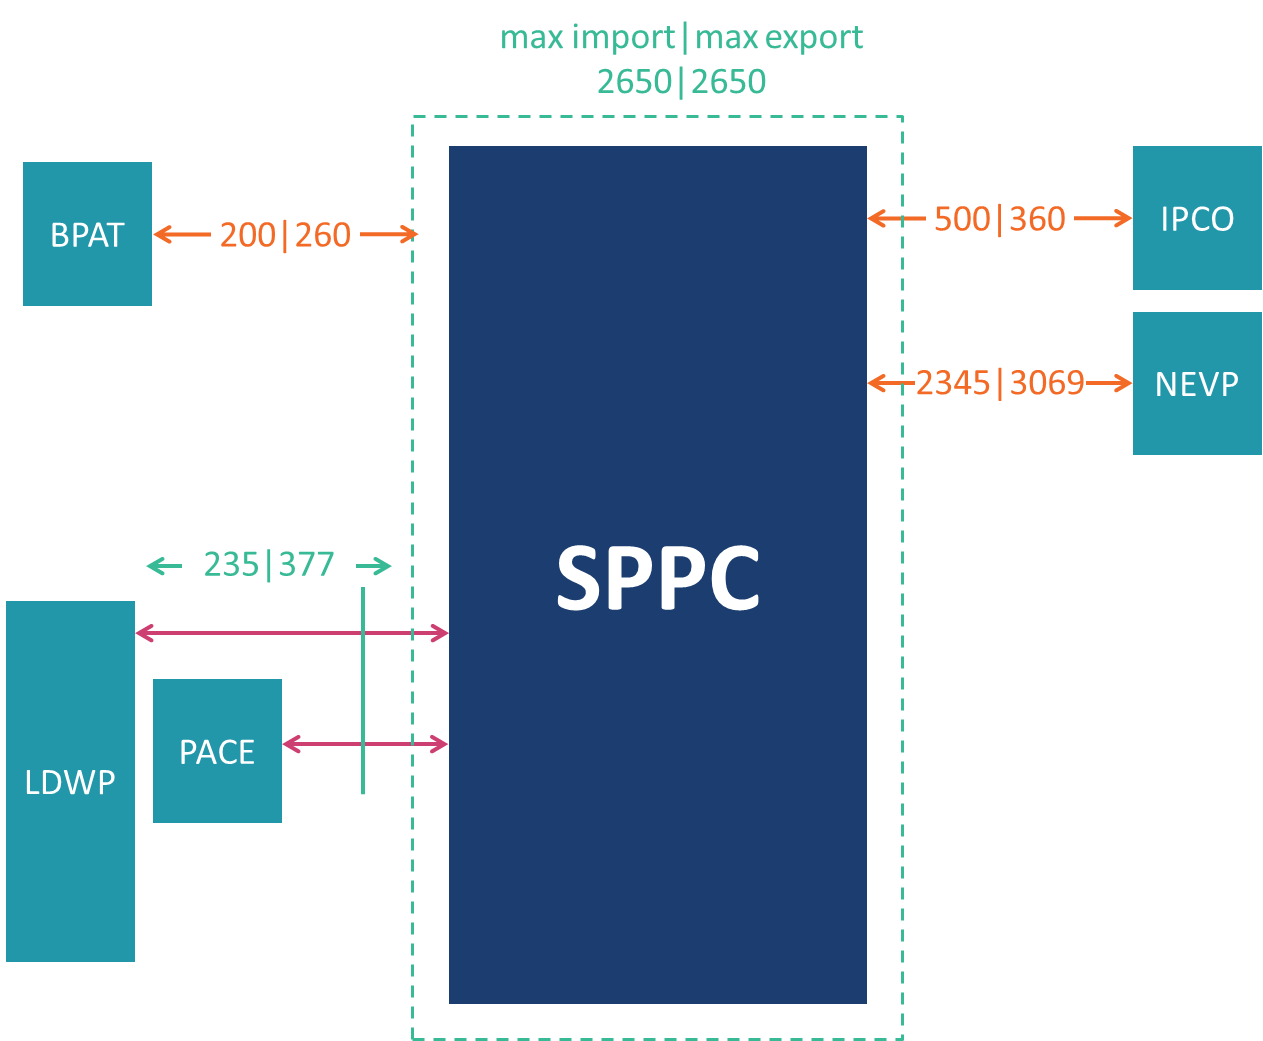 max import|max export
2650|2650
BPAT
200|260
500|360
IPCO
2345|3069
NEVP
SPPC
235|377
PACE
LDWP